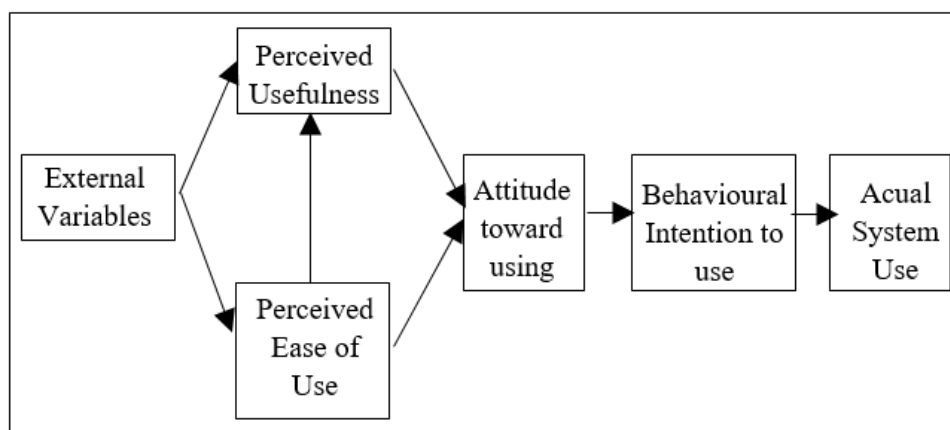 Perceived
Usefulness
External
Variables
Perceived
Ease of
Use
Attitude
toward
using
Behavioural
Intention to
use
Acual
System
Use